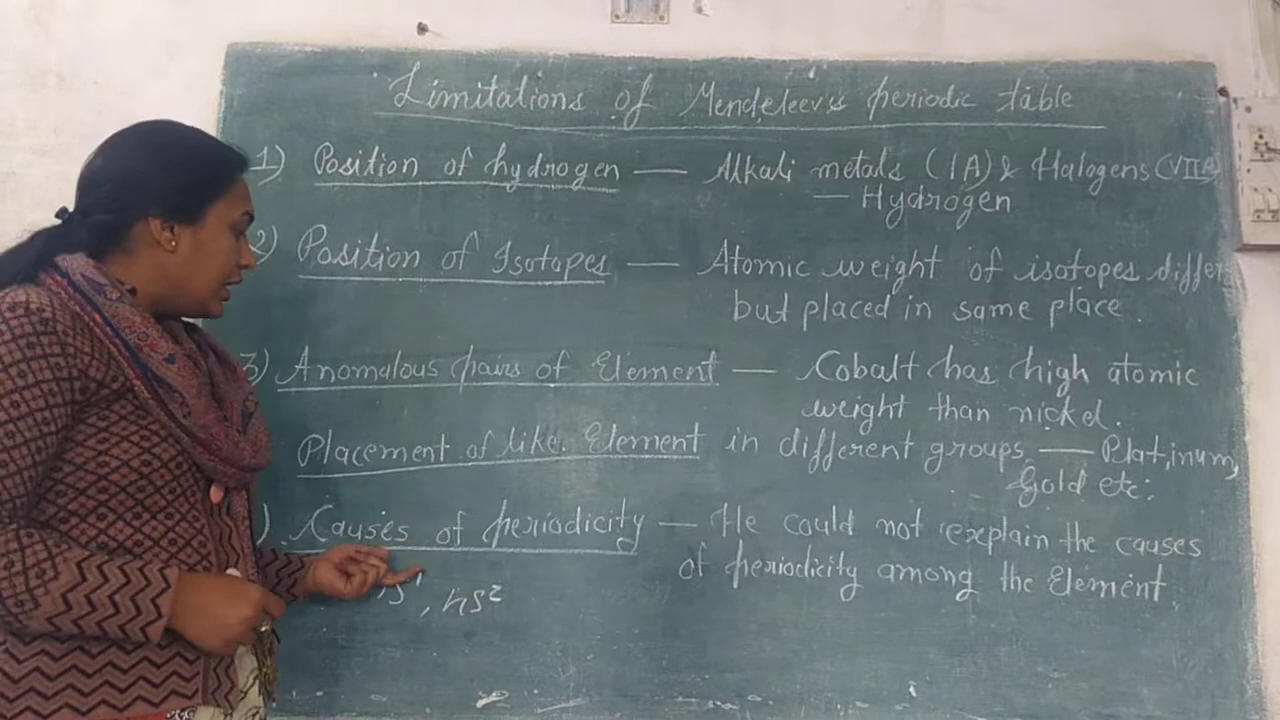 Limitations of Mendeleev's periodic table
1) Position of hydrogen — Alkali metals (IA) & Halogens (VIIA)
— Hydrogen
2) Position of Isotopes — Atomic weight of isotopes differ
but placed in same place.
3) Anomalous pairs of Element — Cobalt has high atomic
weight than nickel.
Placement of like Element in different groups — Platinum,
Gold etc.
) Causes of periodicity — He could not explain the causes
of periodicity among the Element
s¹, ns²